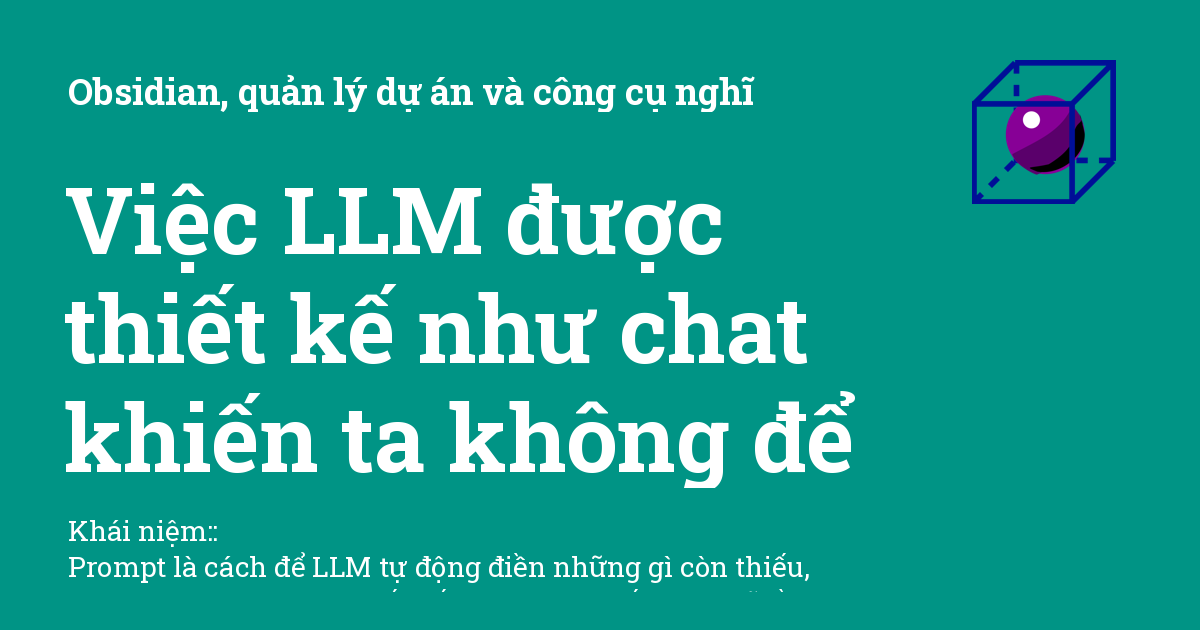 Obsidian, quản lý dự án và công cụ nghĩ
Việc LLM được
thiết kế như chat
khiến ta không để
Khái niệm::
Prompt là cách để LLM tự động điền những gì còn thiếu,